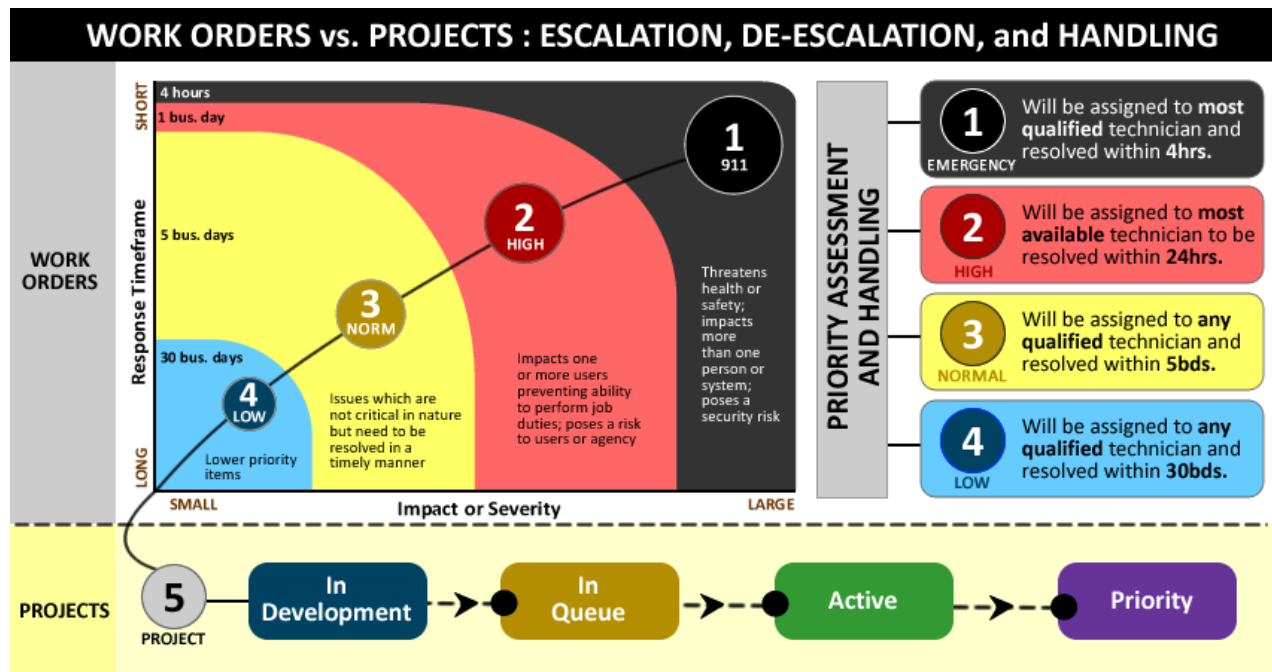 WORK ORDERS vs. PROJECTS : ESCALATION, DE-ESCALATION, and HANDLING
WORK
ORDERS
Response Timeframe
SHORT
LONG
4 hours
1 bus. day
5 bus. days
30 bus. days
1
911
2
HIGH
3
NORM
4
LOW
Threatens
health or
safety;
impacts
more
than one
person or
system;
poses a
security risk
Impacts one
or more users
preventing ability
to perform job
duties; poses a risk
to users or agency
Issues which are
not critical in nature
but need to be
resolved in a
timely manner
Lower priority
items
SMALL
Impact or Severity
LARGE
PRIORITY ASSESSMENT
AND HANDLING
1
EMERGENCY
Will be assigned to most
qualified technician and
resolved within 4hrs.
2
HIGH
Will be assigned to most
available technician to be
resolved within 24hrs.
3
NORMAL
Will be assigned to any
qualified technician and
resolved within 5bds.
4
LOW
Will be assigned to any
qualified technician and
resolved within 30bds.
PROJECTS
5
PROJECT
In
Development
In
Queue
Active
Priority